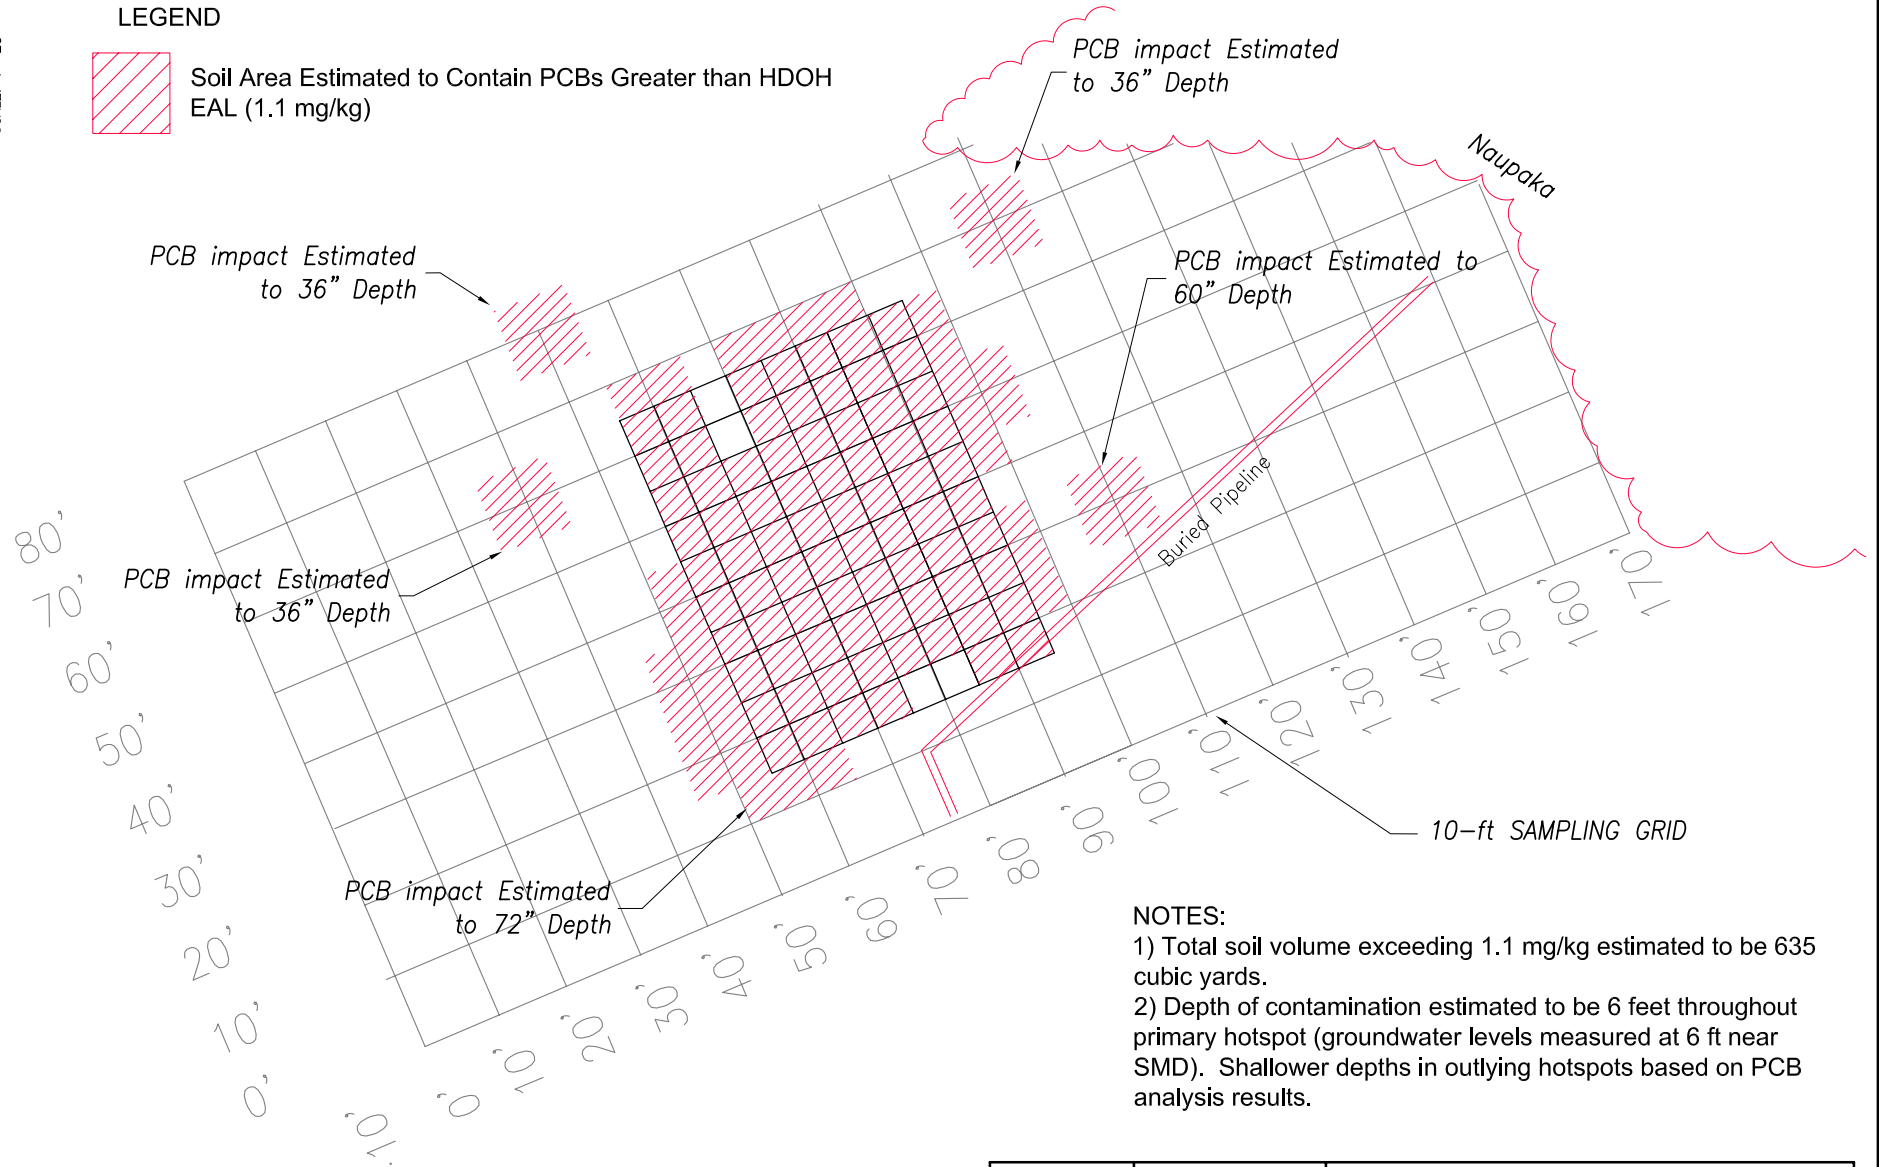 LEGEND
Soil Area Estimated to Contain PCBs Greater than HDOH
EAL (1.1 mg/kg)
PCB impact Estimated
to 36" Depth
Naupaka
PCB impact Estimated
to 36" Depth
PCB impact Estimated to
60" Depth
Buried Pipeline
PCB impact Estimated
to 36" Depth
PCB impact Estimated
to 72" Depth
10-ft SAMPLING GRID
80'
70'
60'
50'
40'
30'
20'
10'
0'
10'
0'
10'
20'
30'
40'
50'
60'
70'
80'
90'
100'
110'
120'
130'
140'
150'
160'
170'
NOTES:
1) Total soil volume exceeding 1.1 mg/kg estimated to be 635
cubic yards.
2) Depth of contamination estimated to be 6 feet throughout
primary hotspot (groundwater levels measured at 6 ft near
SMD).  Shallower depths in outlying hotspots based on PCB
analysis results.